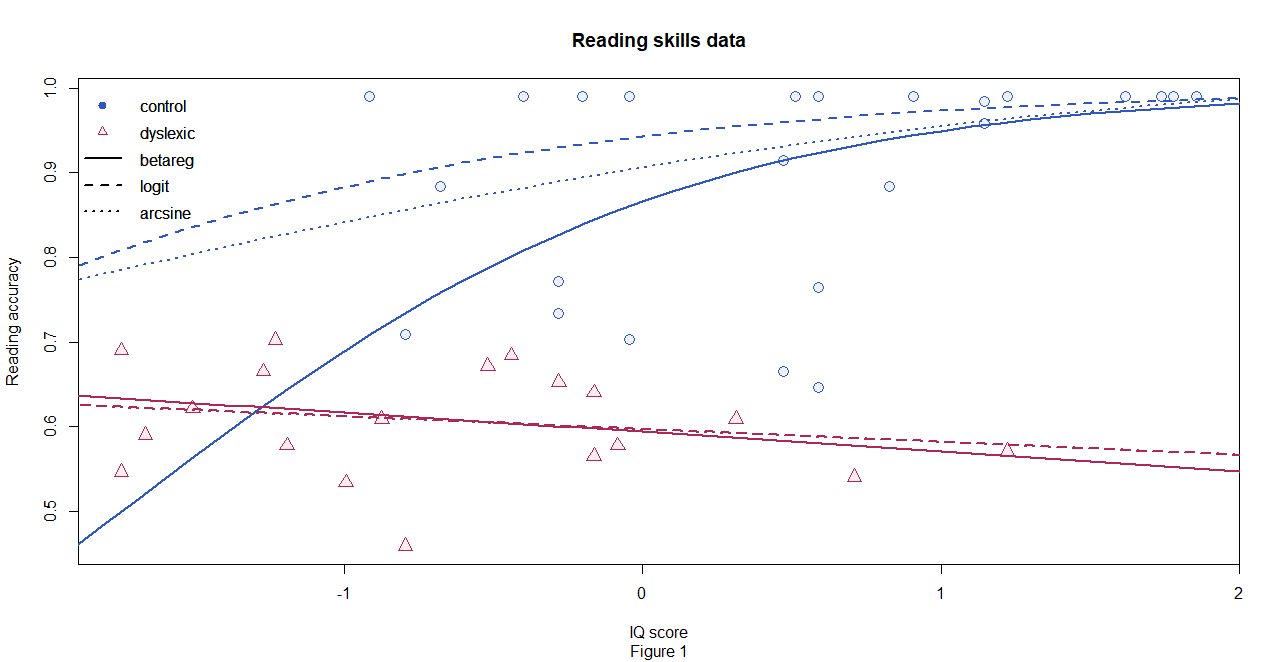 Reading skills data
control
dyslexic
betareg
logit
arcsine
Reading accuracy
1.0
0.9
0.8
0.7
0.6
0.5
-1 0 1 2
IQ score
Figure 1